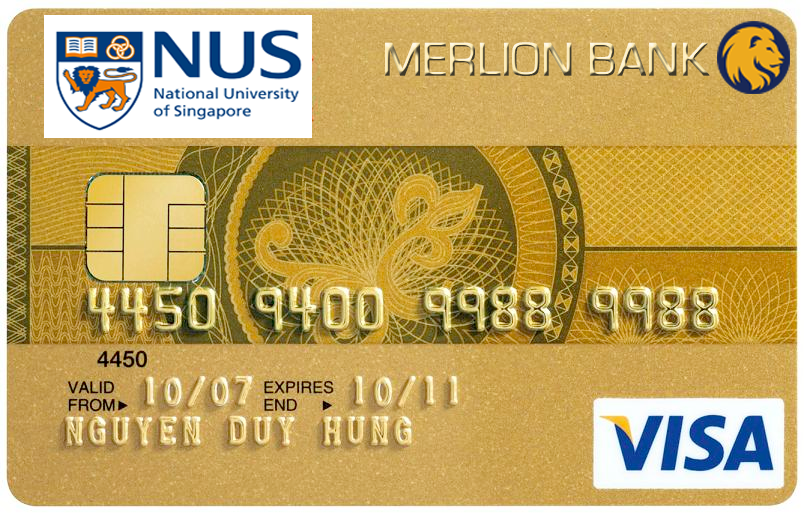 NUS
National University
of Singapore
MERLION BANK
4450 9400 9988 9988
4450
VALID FROM▶ 10/07 EXPIRES END ▶ 10/11
NGUYEN DUY HUNG
VISA